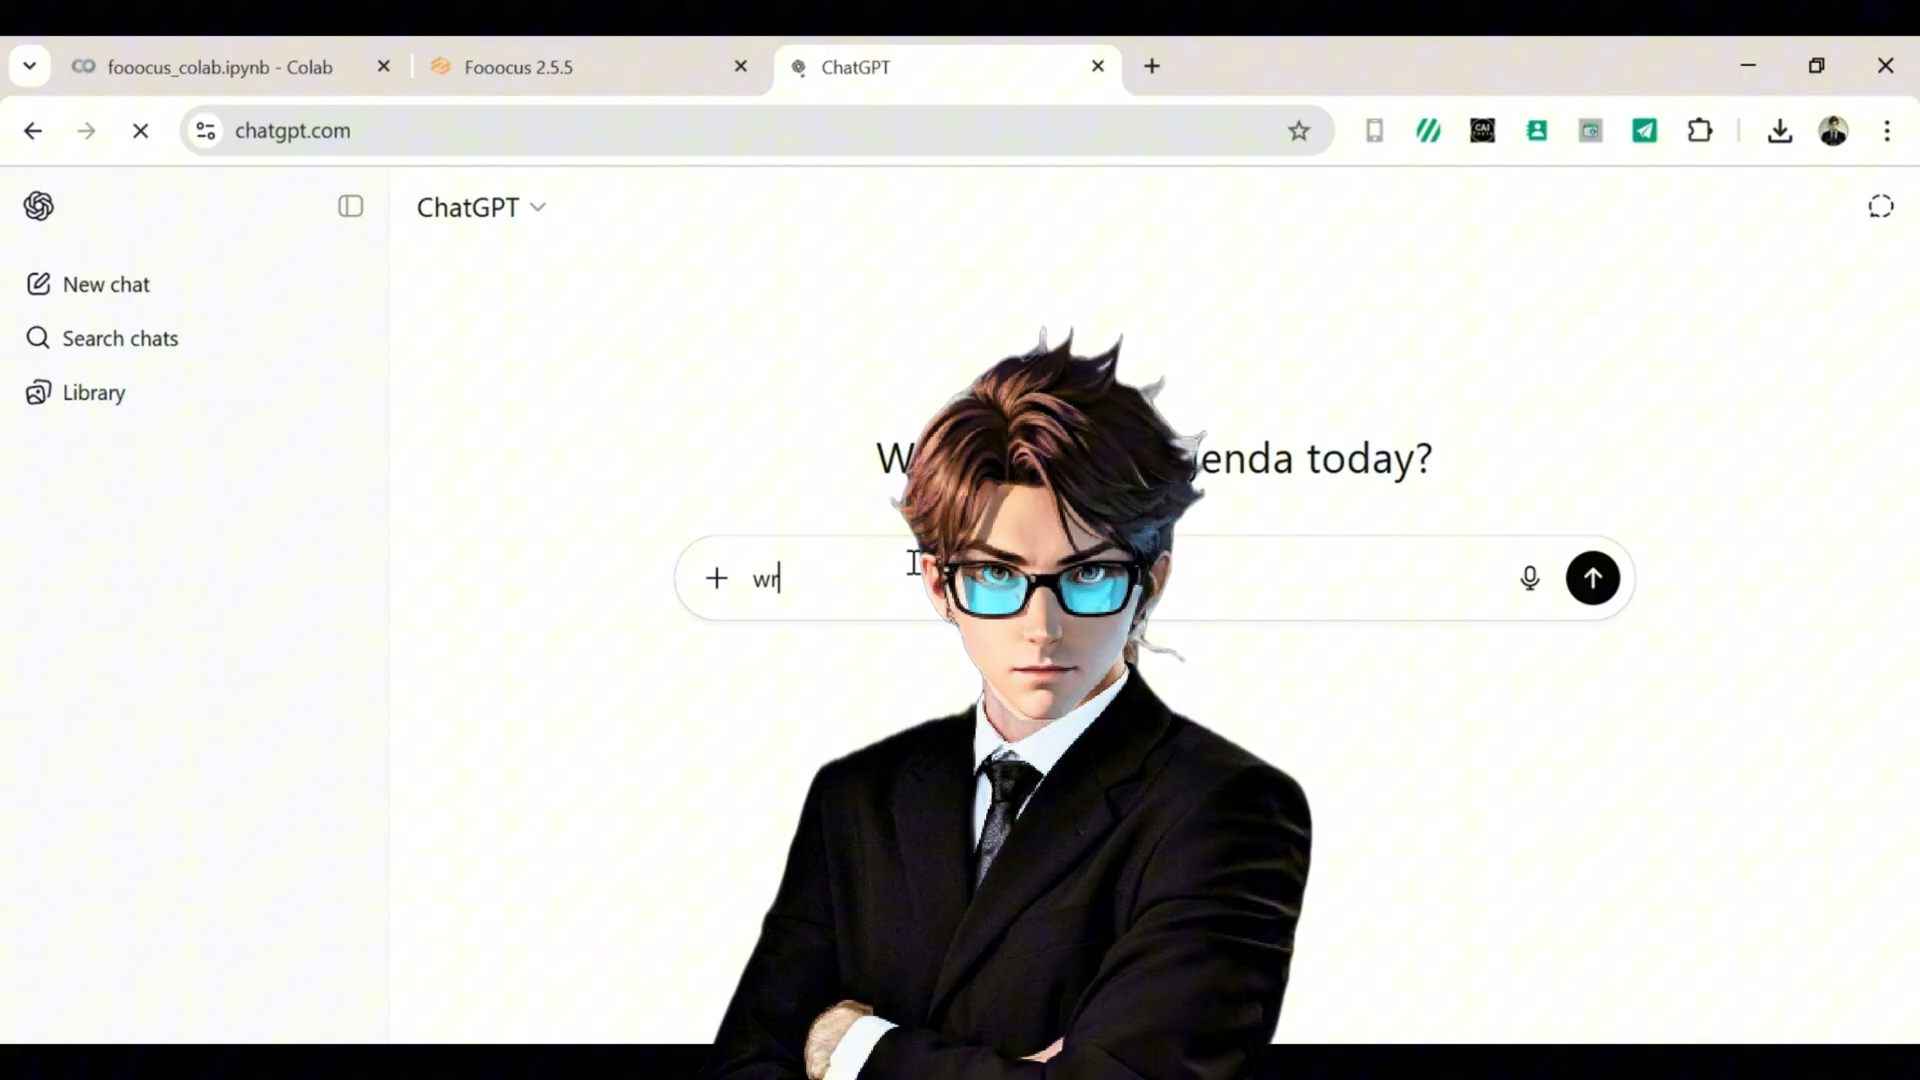 fooocus_colab.ipynb - Colab
Fooocus 2.5.5
ChatGPT
chatgpt.com
CAI
ChatGPT
New chat
Search chats
Library
enda today?
wr